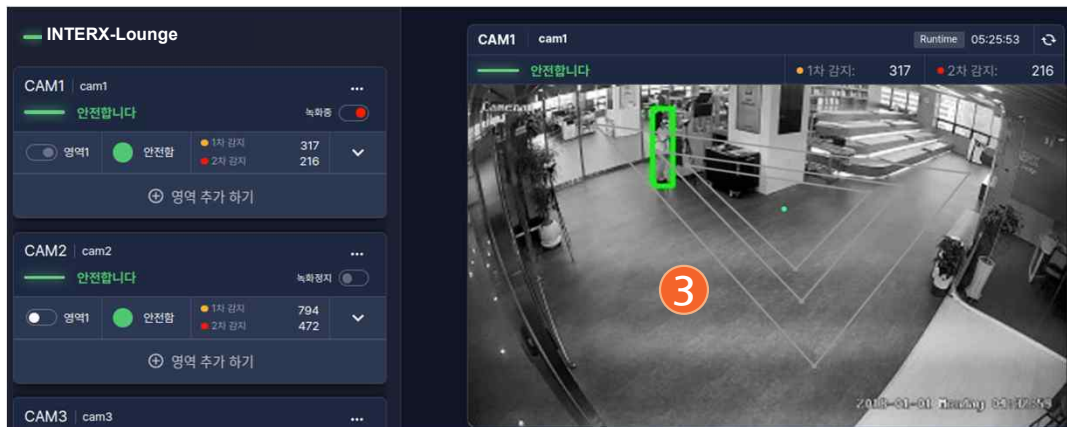 INTERX-Lounge
CAM1 cam1 ...
안전합니다 녹화중
영역1 안전함 1차 감지 317
2차 감지 216
⊕ 영역 추가 하기
CAM2 cam2 ...
안전합니다 녹화정지
영역1 안전함 1차 감지 794
2차 감지 472
⊕ 영역 추가 하기
CAM3 cam3 ...
CAM1 cam1 Runtime 05:25:53
안전합니다 1차 감지: 317 2차 감지: 216
3
2018-01-01 Monday